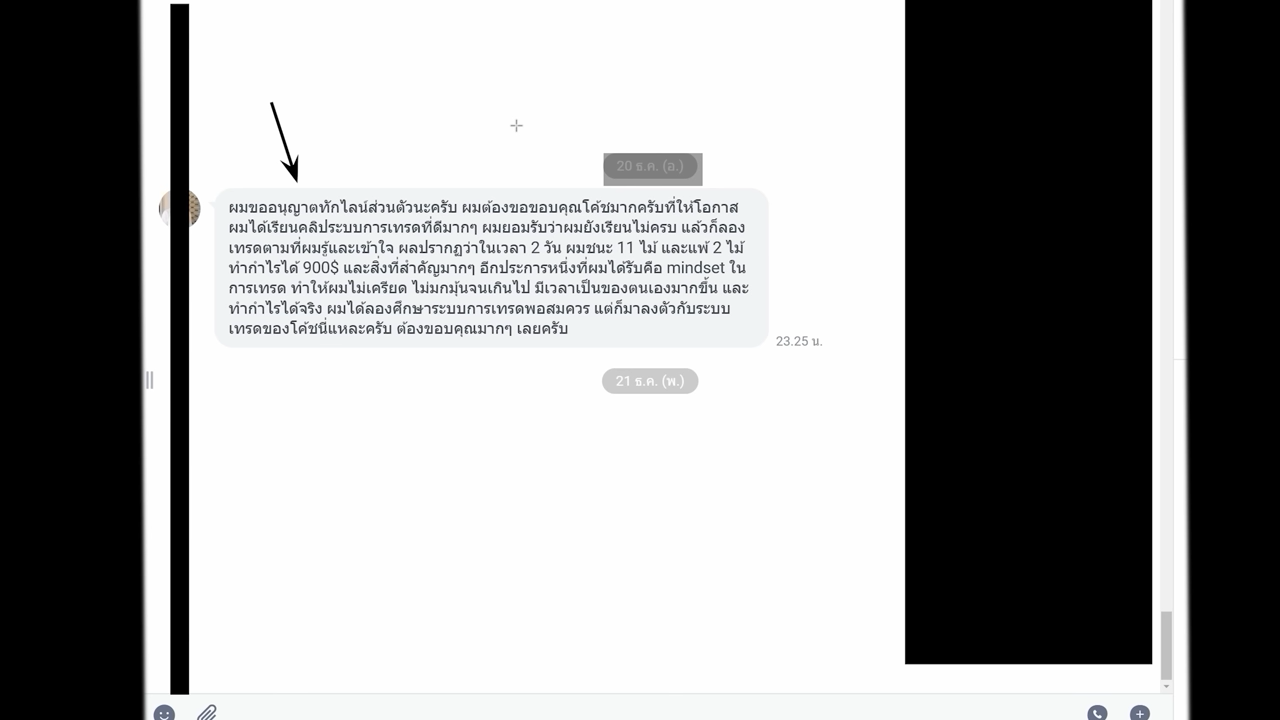 20 ธ.ค. (อ.)
ผมขออนุญาตทักไลน์ส่วนตัวนะครับ ผมต้องขอขอบคุณโค้ชมากครับที่ให้โอกาส
ผมได้เรียนคลิประบบการเทรดที่ดีมากๆ ผมยอมรับว่าผมยังเรียนไม่ครบ แล้วก็ลอง
เทรดตามที่ผมรู้และเข้าใจ ผลปรากฏว่าในเวลา 2 วัน ผมชนะ 11 ไม้ และแพ้ 2 ไม้
ทำกำไรได้ 900$ และสิ่งที่สำคัญมากๆ อีกประการหนึ่งที่ผมได้รับคือ mindset ใน
การเทรด ทำให้ผมไม่เครียด ไม่มกมุ้นจนเกินไป มีเวลาเป็นของตนเองมากขึ้น และ
ทำกำไรได้จริง ผมได้ลองศึกษาระบบการเทรดพอสมควร แต่ก็มาลงตัวกับระบบ
เทรดของโค้ชนี่แหละครับ ต้องขอบคุณมากๆ เลยครับ
23.25 น.
21 ธ.ค. (พ.)